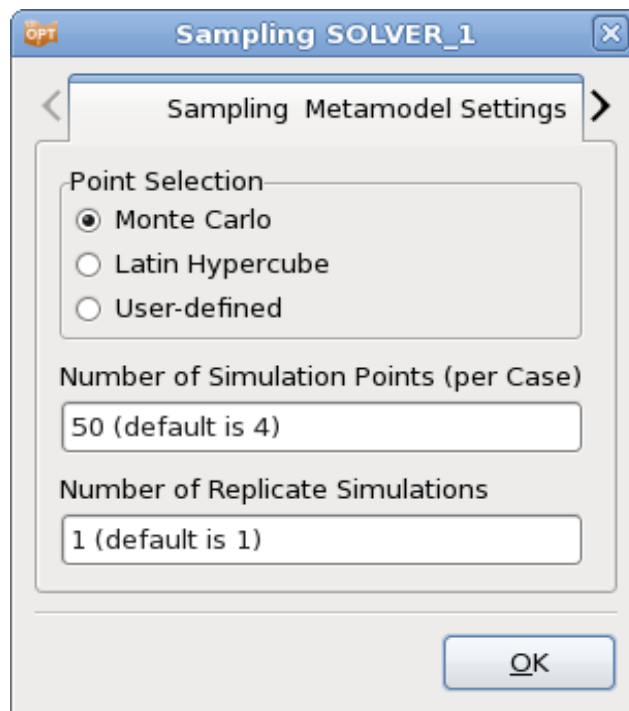 OPT
Sampling SOLVER_1
Sampling Metamodel Settings
Point Selection
Monte Carlo
Latin Hypercube
User-defined
Number of Simulation Points (per Case)
50 (default is 4)
Number of Replicate Simulations
1 (default is 1)
OK